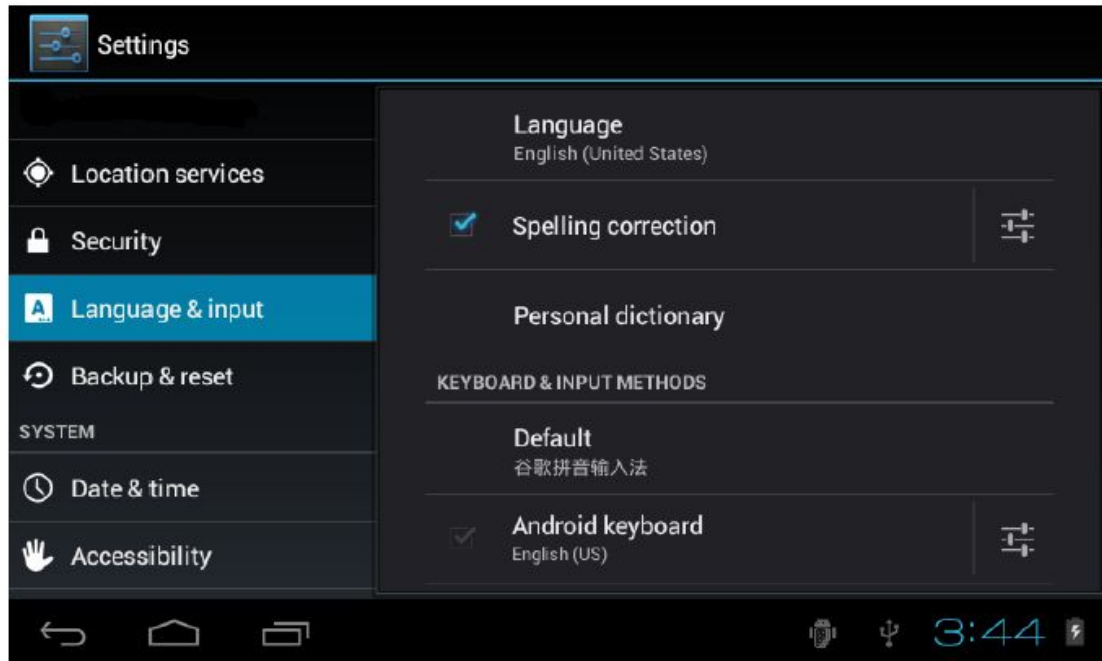 Settings
Location services
Security
Language & input
Backup & reset
SYSTEM
Date & time
Accessibility
Language
English (United States)
Spelling correction
Personal dictionary
KEYBOARD & INPUT METHODS
Default
谷歌拼音输入法
Android keyboard
English (US)
3:44